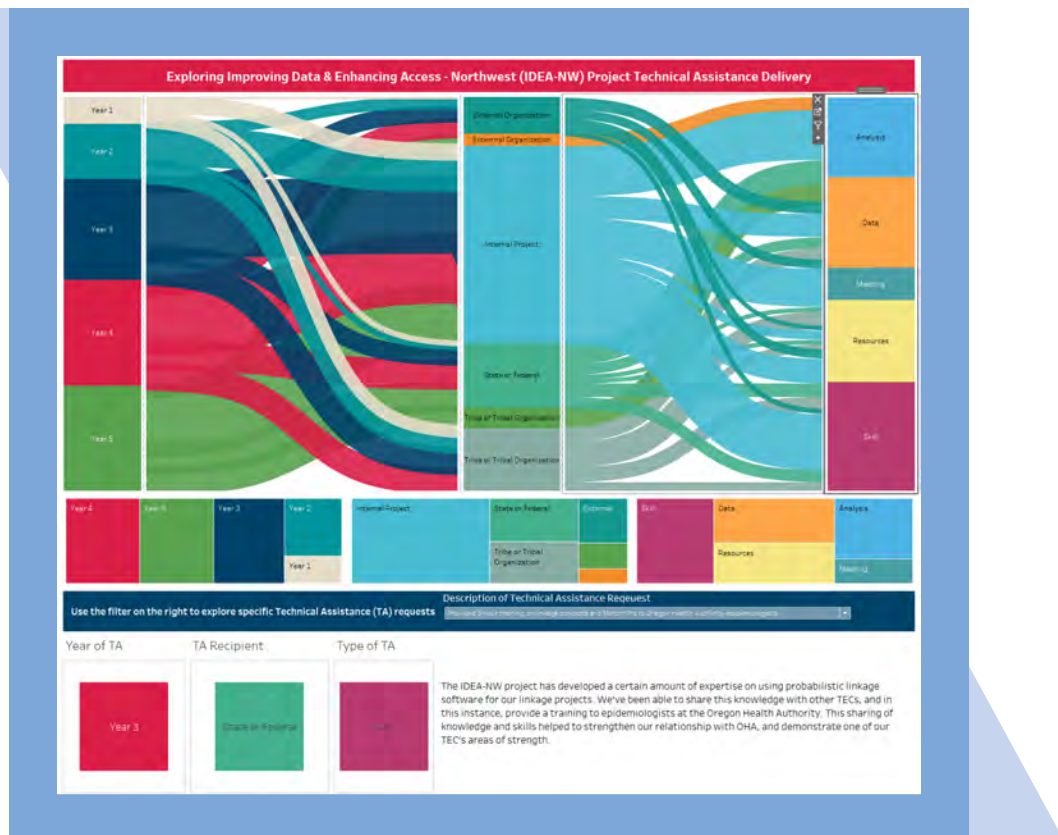 Exploring Improving Data & Enhancing Access - Northwest (IDEA-NW) Project Technical Assistance Delivery
Year 1
Year 2
Year 3
Year 4
Year 5
External Organization
Internal Project
State or Federal
Tribe or Tribal Organization
Tribe or Tribal Organization
Analysis
Data
Meeting
Resources
Skill
Year 4
Year 5
Year 3
Year 2
Year 1
Internal Project
State or Federal
Tribe or Tribal
Organization
External
Skill
Data
Resources
Analysis
Meeting
Description of Technical Assistance Reqeuest
Use the filter on the right to explore specific Technical Assistance (TA) requests
Year of TA
TA Recipient
Type of TA
Year 3
State or Federal
Skill
The IDEA-NW project has developed a certain amount of expertise on using probabilistic linkage
software for our linkage projects. We've been able to share this knowledge with other TECs, and in
this instance, provide a training to epidemiologists at the Oregon Health Authority. This sharing of
knowledge and skills helped to strengthen our relationship with OHA, and demonstrate one of our
TEC's areas of strength.